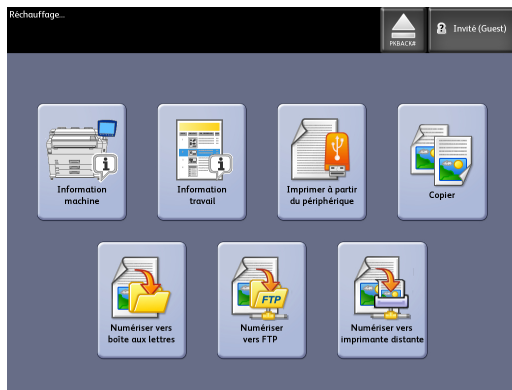 Réchauffage...
PKBACK#
Invité (Guest)
Information
machine
Information
travail
Imprimer à partir
du périphérique
Copier
Numériser vers
boîte aux lettres
FTP
Numériser
vers FTP
Numériser vers
imprimante distante